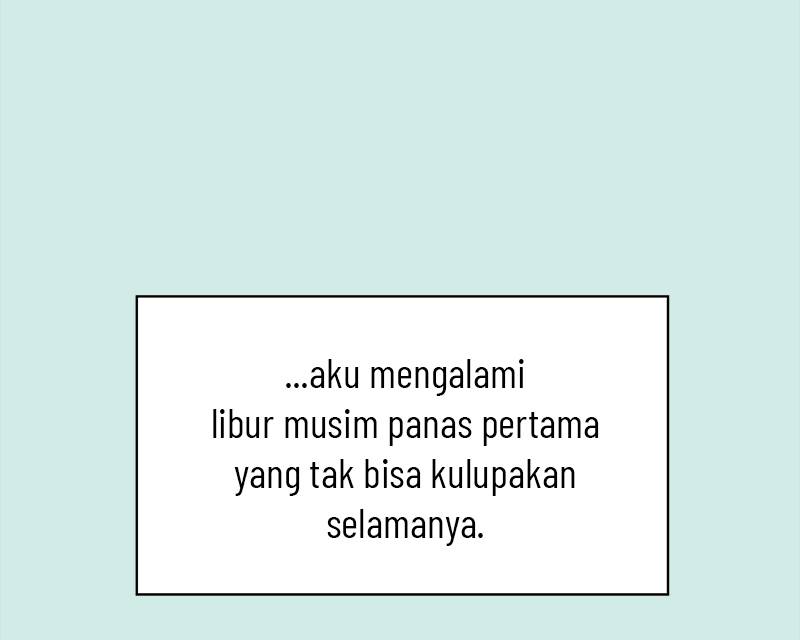 ...aku mengalami
libur musim panas pertama
yang tak bisa kulupakan
selamanya.